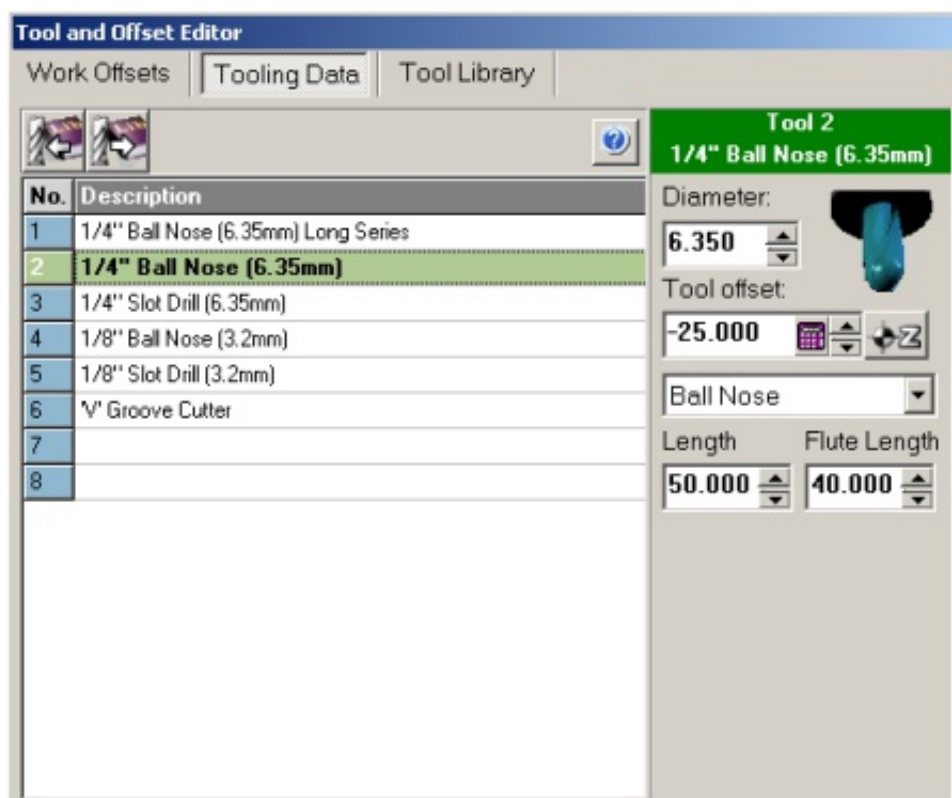 Tool and Offset Editor
Work Offsets Tooling Data Tool Library
No. Description
1 1/4" Ball Nose (6.35mm) Long Series
2 1/4" Ball Nose (6.35mm)
3 1/4" Slot Drill (6.35mm)
4 1/8" Ball Nose (3.2mm)
5 1/8" Slot Drill (3.2mm)
6 'V' Groove Cutter
7
8
Tool 2
1/4" Ball Nose (6.35mm)
Diameter:
6.350
Tool offset:
-25.000 Z
Ball Nose
Length Flute Length
50.000 40.000